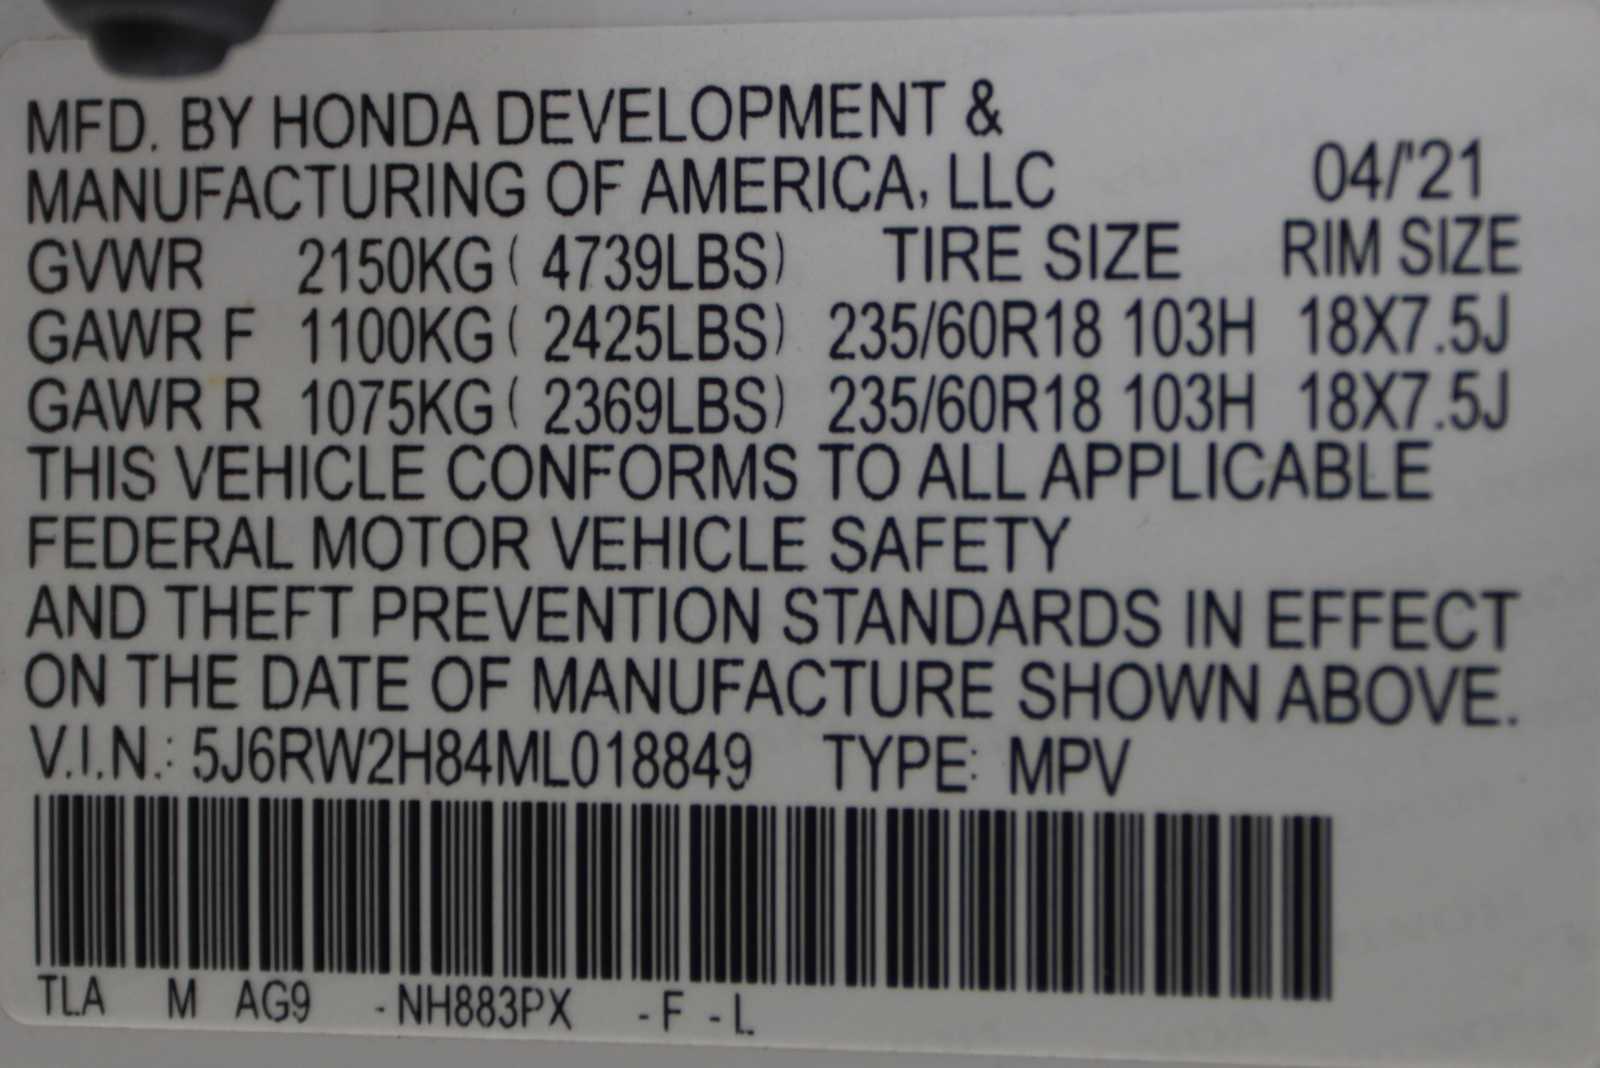 MFD. BY HONDA DEVELOPMENT &
MANUFACTURING OF AMERICA, LLC 04/'21
GVWR 2150KG ( 4739LBS) TIRE SIZE RIM SIZE
GAWR F 1100KG ( 2425LBS) 235/60R18 103H 18X7.5J
GAWR R 1075KG ( 2369LBS) 235/60R18 103H 18X7.5J
THIS VEHICLE CONFORMS TO ALL APPLICABLE
FEDERAL MOTOR VEHICLE SAFETY
AND THEFT PREVENTION STANDARDS IN EFFECT
ON THE DATE OF MANUFACTURE SHOWN ABOVE.
V.I.N.: 5J6RW2H84ML018849 TYPE: MPV
TLA M AG9 -NH883PX -F -L